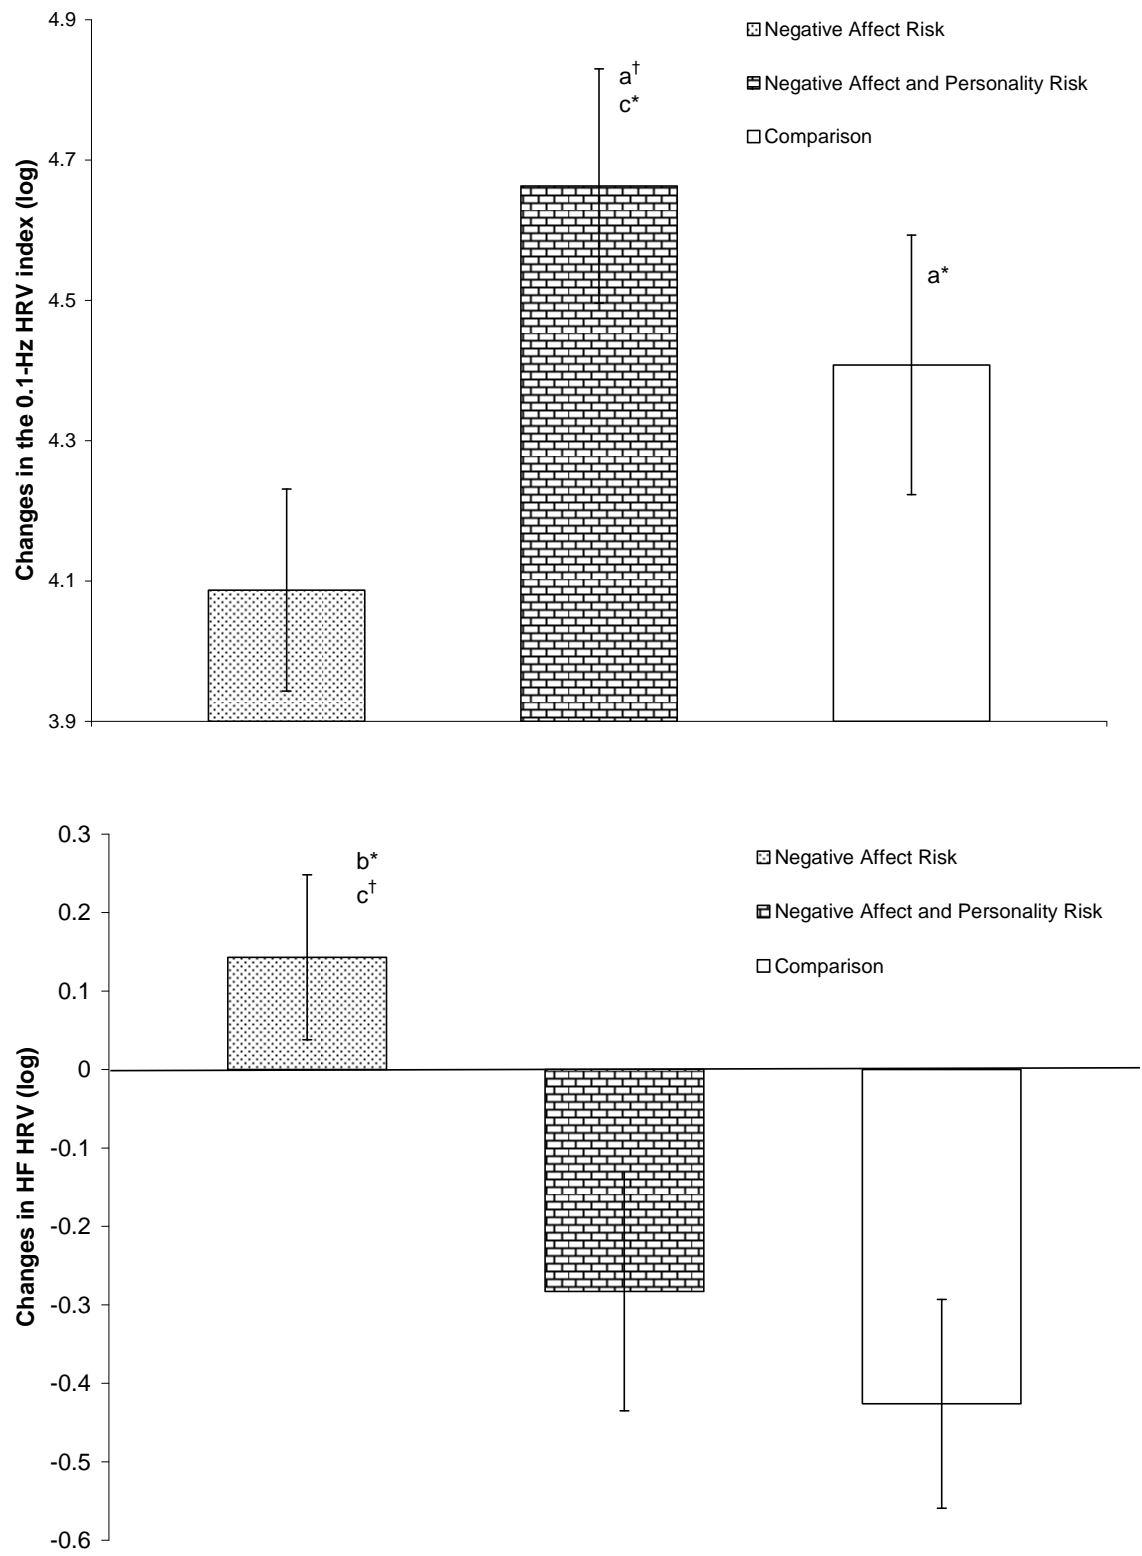 Changes in the 0.1-Hz HRV index (log)
4.9
4.7
4.5
4.3
4.1
3.9
a†
c*
a*
Negative Affect Risk
Negative Affect and Personality Risk
Comparison
Changes in HF HRV (log)
0.3
0.2
0.1
0
-0.1
-0.2
-0.3
-0.4
-0.5
-0.6
b*
c†
Negative Affect Risk
Negative Affect and Personality Risk
Comparison